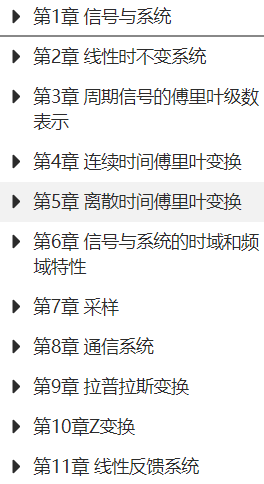 第1章 信号与系统
第2章 线性时不变系统
第3章 周期信号的傅里叶级数
表示
第4章 连续时间傅里叶变换
第5章 离散时间傅里叶变换
第6章 信号与系统的时域和频
域特性
第7章 采样
第8章 通信系统
第9章 拉普拉斯变换
第10章Z变换
第11章 线性反馈系统